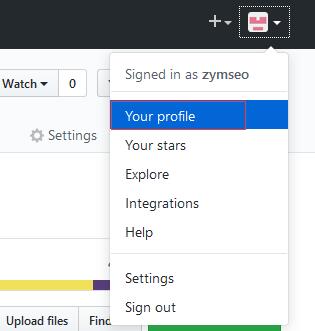 Watch 0
Signed in as zymseo
Your profile
Settings
Your stars
Explore
Integrations
Help
Settings
Sign out
Upload files